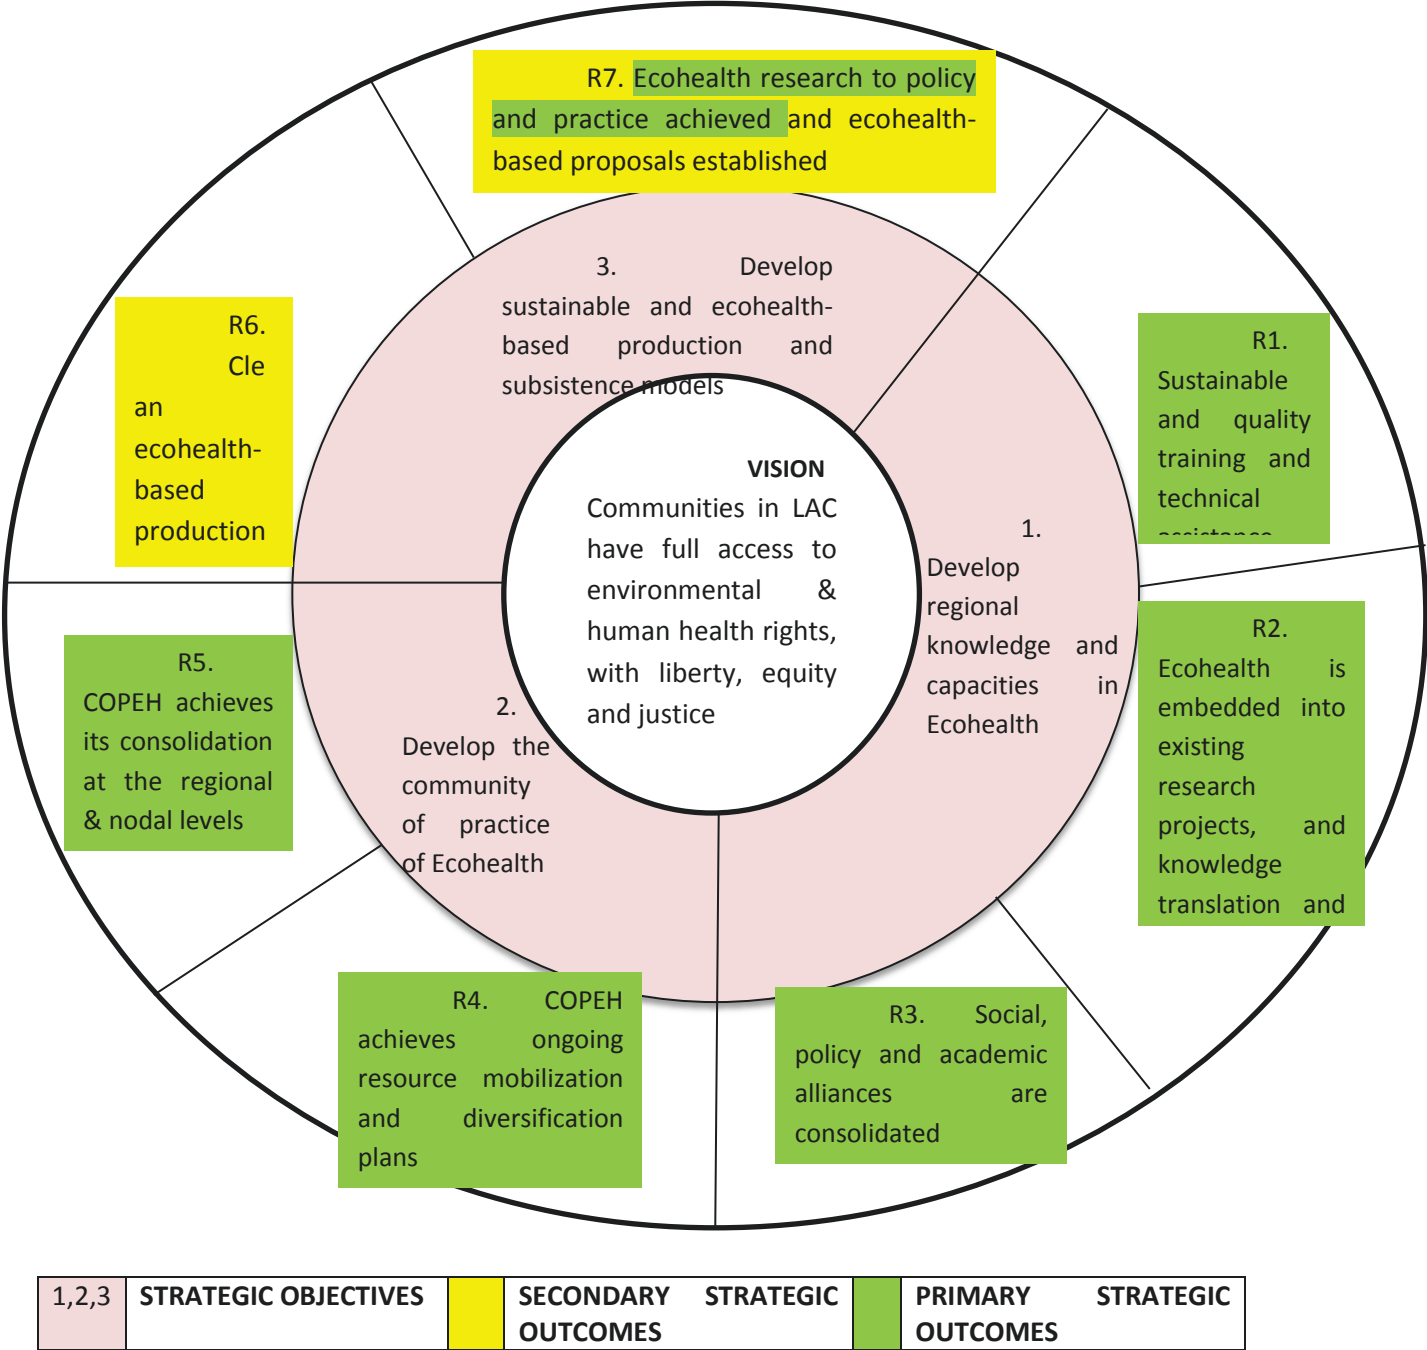 R7. Ecohealth research to policy
and practice achieved and ecohealth-
based proposals established
3. Develop
sustainable and ecohealth-
based production and
subsistence models
R6.
Cle
an
ecohealth-
based
production
R1.
Sustainable
and quality
training and
technical
assistance
VISION
Communities in LAC
have full access to
environmental &
human health rights,
with liberty, equity
and justice
1.
Develop
regional
knowledge and
capacities in
Ecohealth
R2.
Ecohealth is
embedded into
existing
research
projects, and
knowledge
translation and
R5.
COPEH achieves
its consolidation
at the regional
& nodal levels
2.
Develop the
community
of practice
of Ecohealth
R4. COPEH
achieves ongoing
resource mobilization
and diversification
plans
R3. Social,
policy and academic
alliances are
consolidated
1,2,3 STRATEGIC OBJECTIVES
SECONDARY STRATEGIC
OUTCOMES
PRIMARY STRATEGIC
OUTCOMES